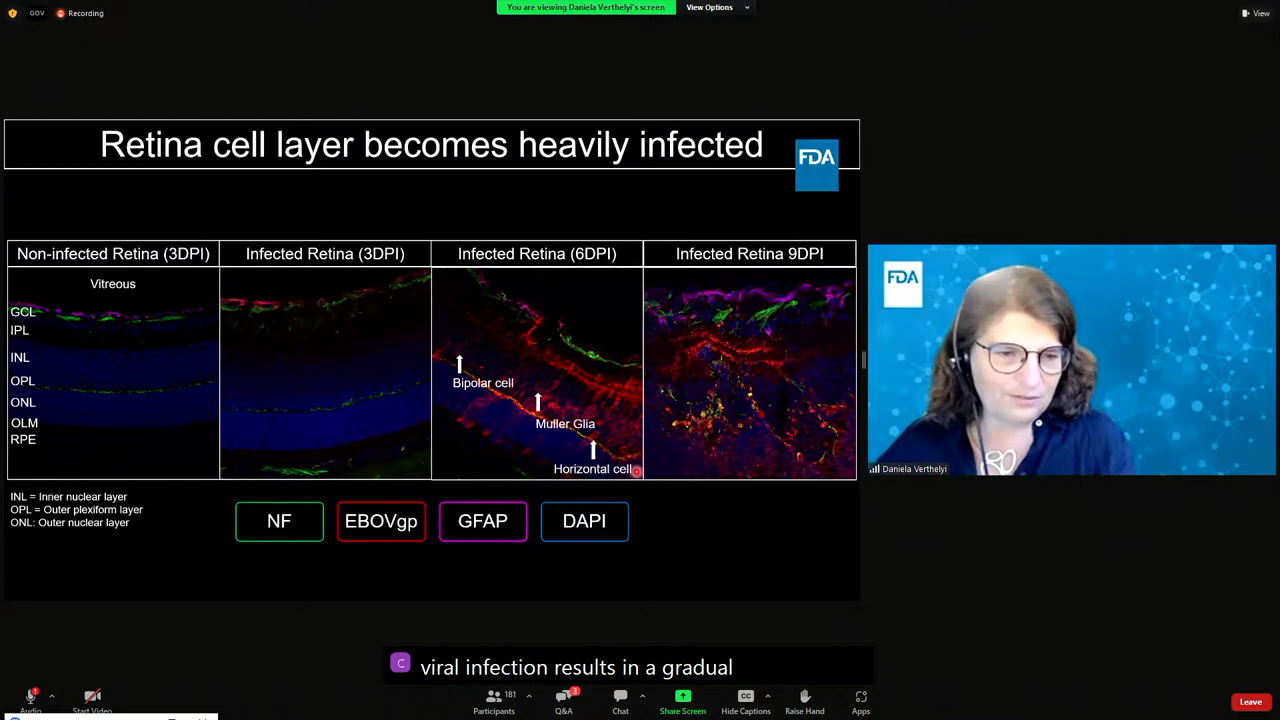 GOV
Recording
You are viewing Daniela Verthelyi's screen
View Options
View
Retina cell layer becomes heavily infected
FDA
Non-infected Retina (3DPI)
Infected Retina (3DPI)
Infected Retina (6DPI)
Infected Retina 9DPI
Vitreous
GCL
IPL
INL
OPL
ONL
OLM
RPE
Bipolar cell
Muller Glia
Horizontal cell
INL = Inner nuclear layer
OPL = Outer plexiform layer
ONL: Outer nuclear layer
NF
EBOVgp
GFAP
DAPI
FDA
Daniela Verthelyi
C
viral infection results in a gradual
Audio
Start Video
181
Participants
3
Q&A
Chat
Share Screen
CC
Hide Captions
Raise Hand
Apps
Leave